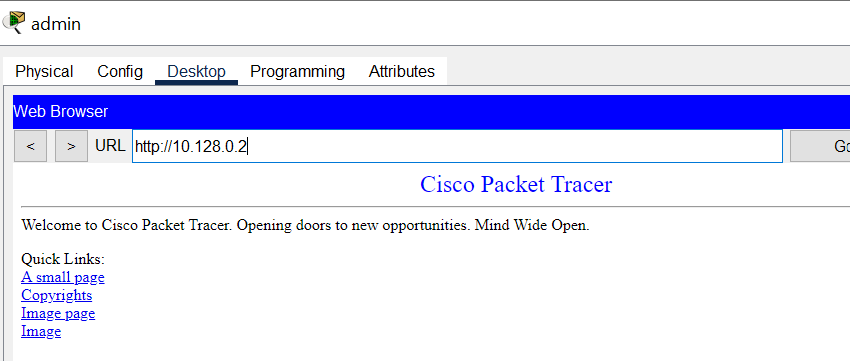 admin
Physical Config Desktop Programming Attributes
Web Browser
< > URL http://10.128.0.2
Cisco Packet Tracer
Welcome to Cisco Packet Tracer. Opening doors to new opportunities. Mind Wide Open.
Quick Links:
A small page
Copyrights
Image page
Image